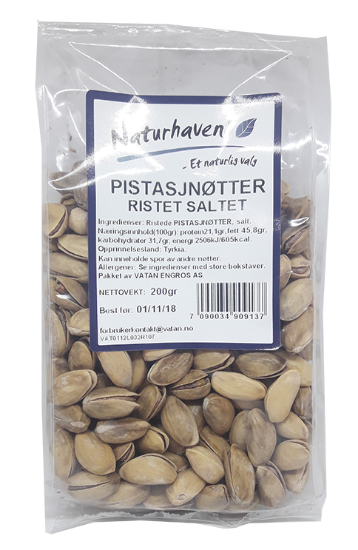 Naturhaven
- Et naturlig valg
PISTASJNØTTER
RISTET SALTET
Ingredienser: Ristede PISTASJNØTTER, salt.
Næringsinnhold(100gr): protein21,1gr,fett 45,8gr,
karbohydrater 31,7gr, energi 2506kJ/605kcal.
Opprinnelsesland: Tyrkia.
Kan inneholde spor av andre nøtter.
Allergener: Se ingredienser med store bokstaver.
Pakket av VATAN ENGROS AS
NETTOVEKT: 200gr
Best før: 01/11/18
7 090034 909137
forbrukerkontakt@vatan.no